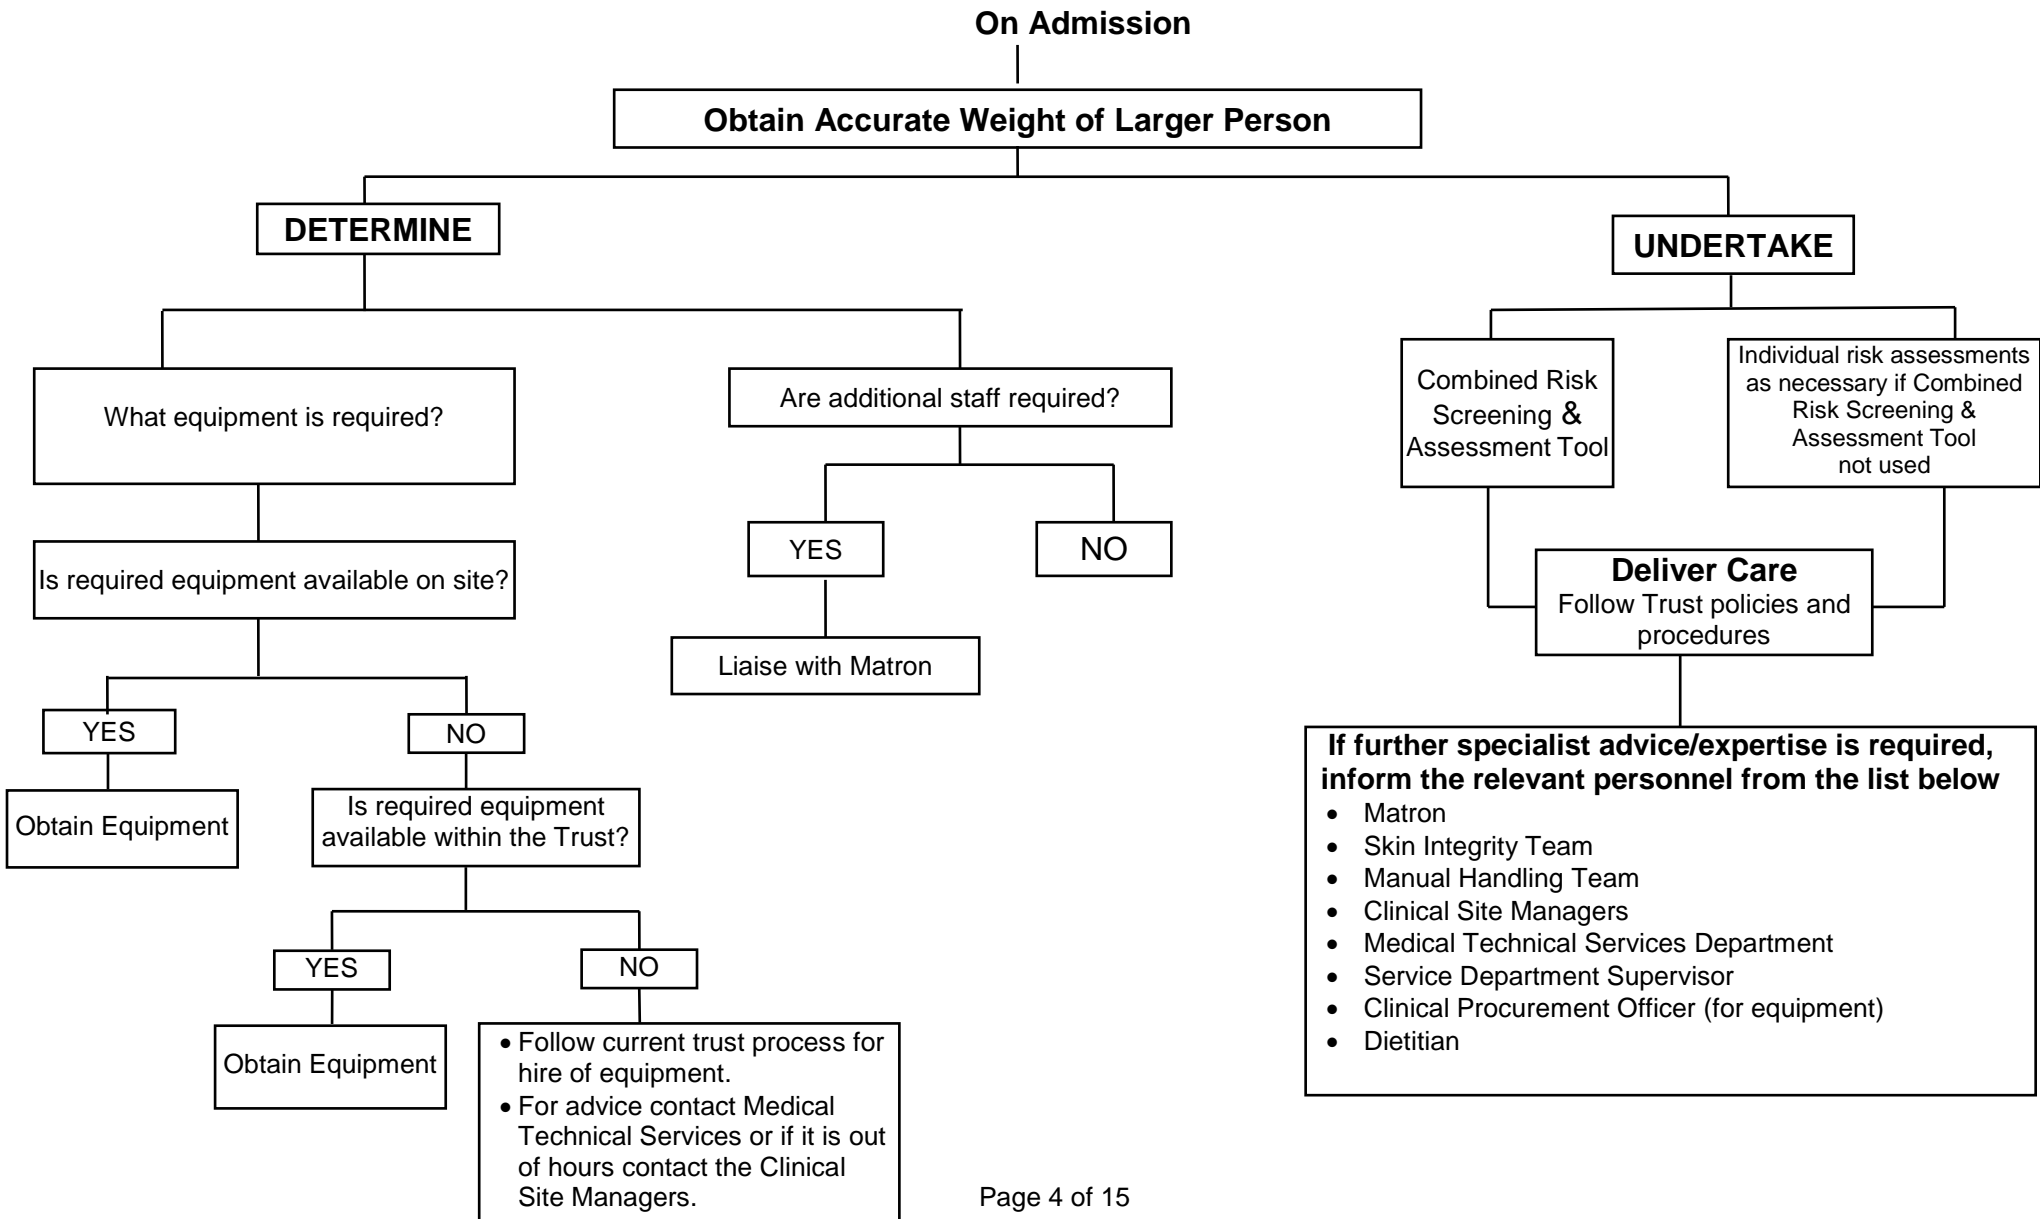 On Admission
Obtain Accurate Weight of Larger Person
DETERMINE
UNDERTAKE
What equipment is required?
Are additional staff required?
Combined Risk
Screening &
Assessment Tool
Individual risk assessments
as necessary if Combined
Risk Screening &
Assessment Tool
not used
YES
NO
Is required equipment available on site?
Liaise with Matron
Deliver Care
Follow Trust policies and
procedures
YES
NO
Obtain Equipment
Is required equipment
available within the Trust?
YES
NO
Obtain Equipment
• Follow current trust process for
hire of equipment.
• For advice contact Medical
Technical Services or if it is out
of hours contact the Clinical
Site Managers.
If further specialist advice/expertise is required,
inform the relevant personnel from the list below
• Matron
• Skin Integrity Team
• Manual Handling Team
• Clinical Site Managers
• Medical Technical Services Department
• Service Department Supervisor
• Clinical Procurement Officer (for equipment)
• Dietitian
Page 4 of 15